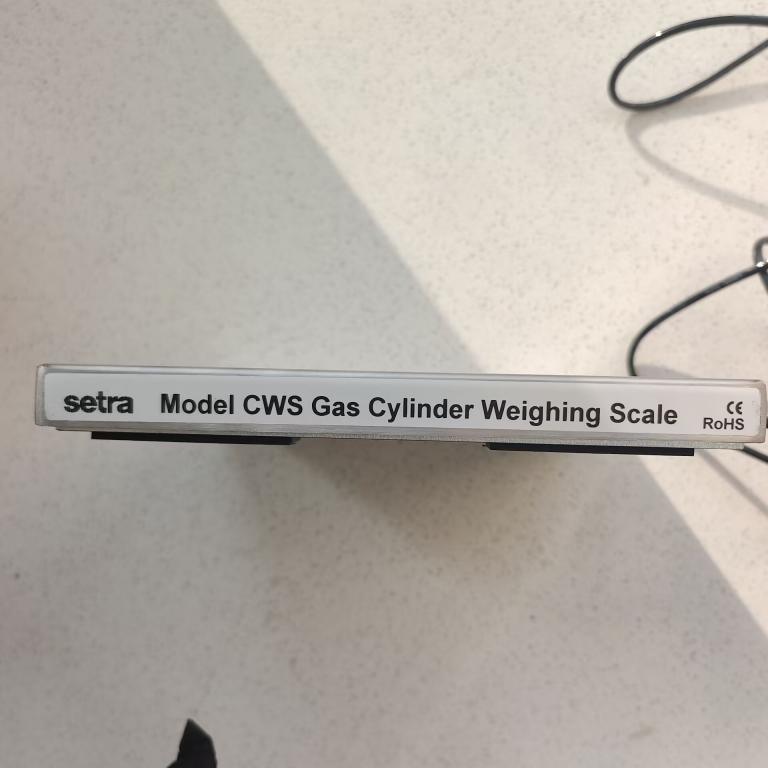 setra Model CWS Gas Cylinder Weighing Scale CE
RoHS